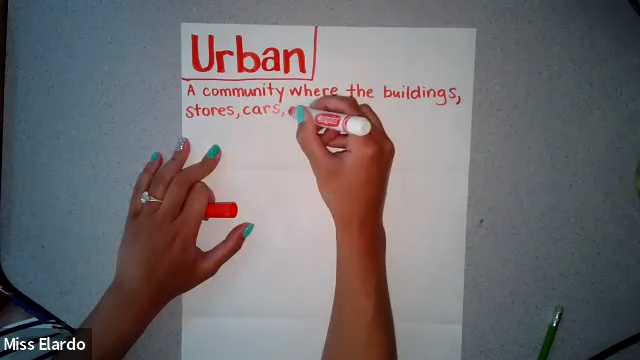 Urban
A community where the buildings,
stores, cars,
Miss Elardo